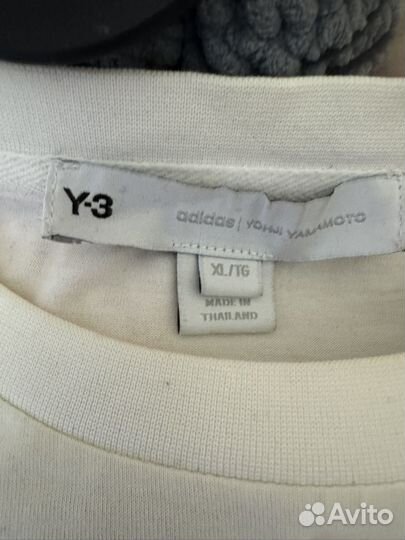 Y-3 adidas | YOHJI YAMAMOTO
XL/TG
MADE IN
THAILAND
Avito